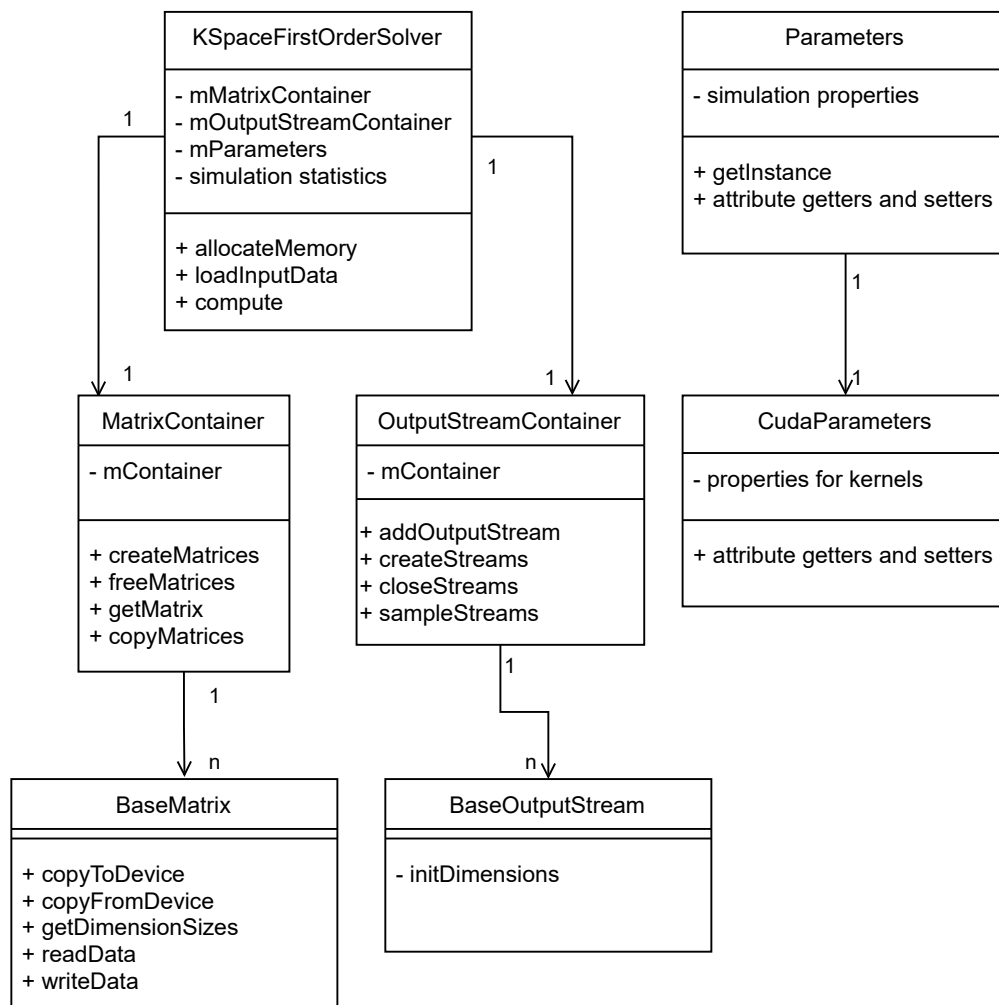 KSpaceFirstOrderSolver
- mMatrixContainer
- mOutputStreamContainer
- mParameters
- simulation statistics
+ allocateMemory
+ loadInputData
+ compute
Parameters
- simulation properties
+ getInstance
+ attribute getters and setters
1
1
1
1
1
1
MatrixContainer
- mContainer
+ createMatrices
+ freeMatrices
+ getMatrix
+ copyMatrices
OutputStreamContainer
- mContainer
+ addOutputStream
+ createStreams
+ closeStreams
+ sampleStreams
CudaParameters
- properties for kernels
+ attribute getters and setters
1
n
1
n
BaseMatrix
+ copyToDevice
+ copyFromDevice
+ getDimensionSizes
+ readData
+ writeData
BaseOutputStream
- initDimensions